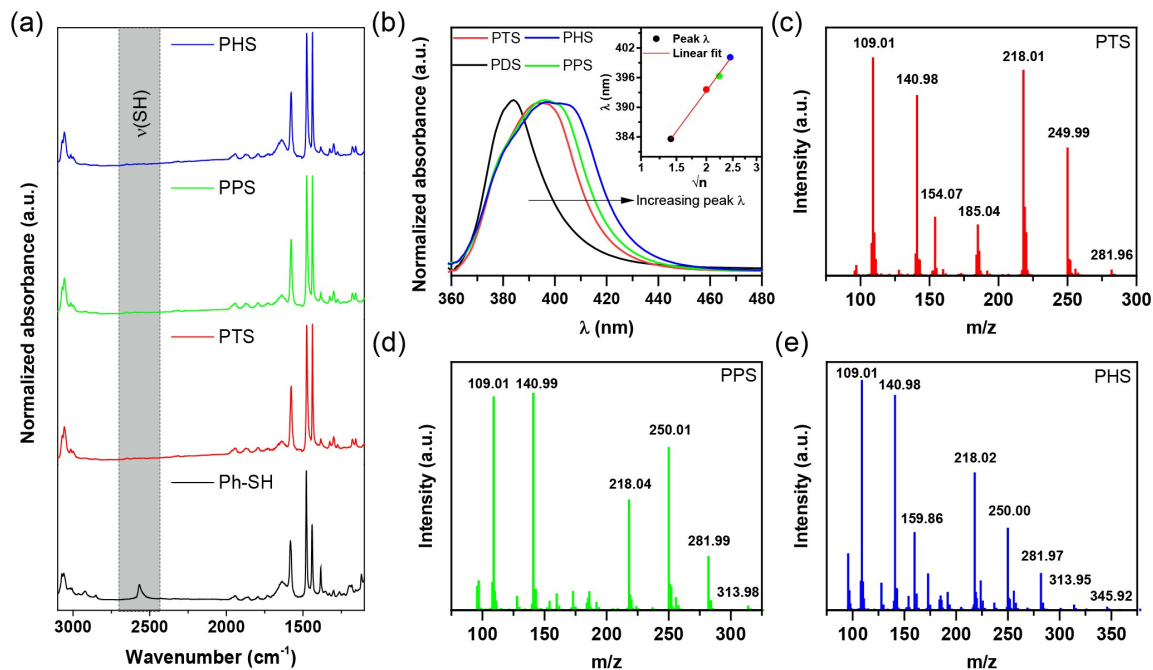 (a)
PHS
ν(SH)
PPS
PTS
Ph-SH
Normalized absorbance (a.u.)
3000 2500 2000 1500
Wavenumber (cm⁻¹)
(b)
PTS PHS
PDS PPS
Peak λ
Linear fit
402
396
390
384
λ (nm)
1 1.5 2 2.5 3
√n
Increasing peak λ
Normalized absorbance (a.u.)
360 380 400 420 440 460 480
λ (nm)
(c)
PTS
109.01
140.98
154.07
185.04
218.01
249.99
281.96
Intensity (a.u.)
100 150 200 250 300
m/z
(d)
PPS
109.01 140.99
218.04
250.01
281.99
313.98
Intensity (a.u.)
100 150 200 250 300
m/z
(e)
PHS
109.01
140.98
159.86
218.02
250.00
281.97
313.95
345.92
Intensity (a.u.)
100 150 200 250 300 350
m/z